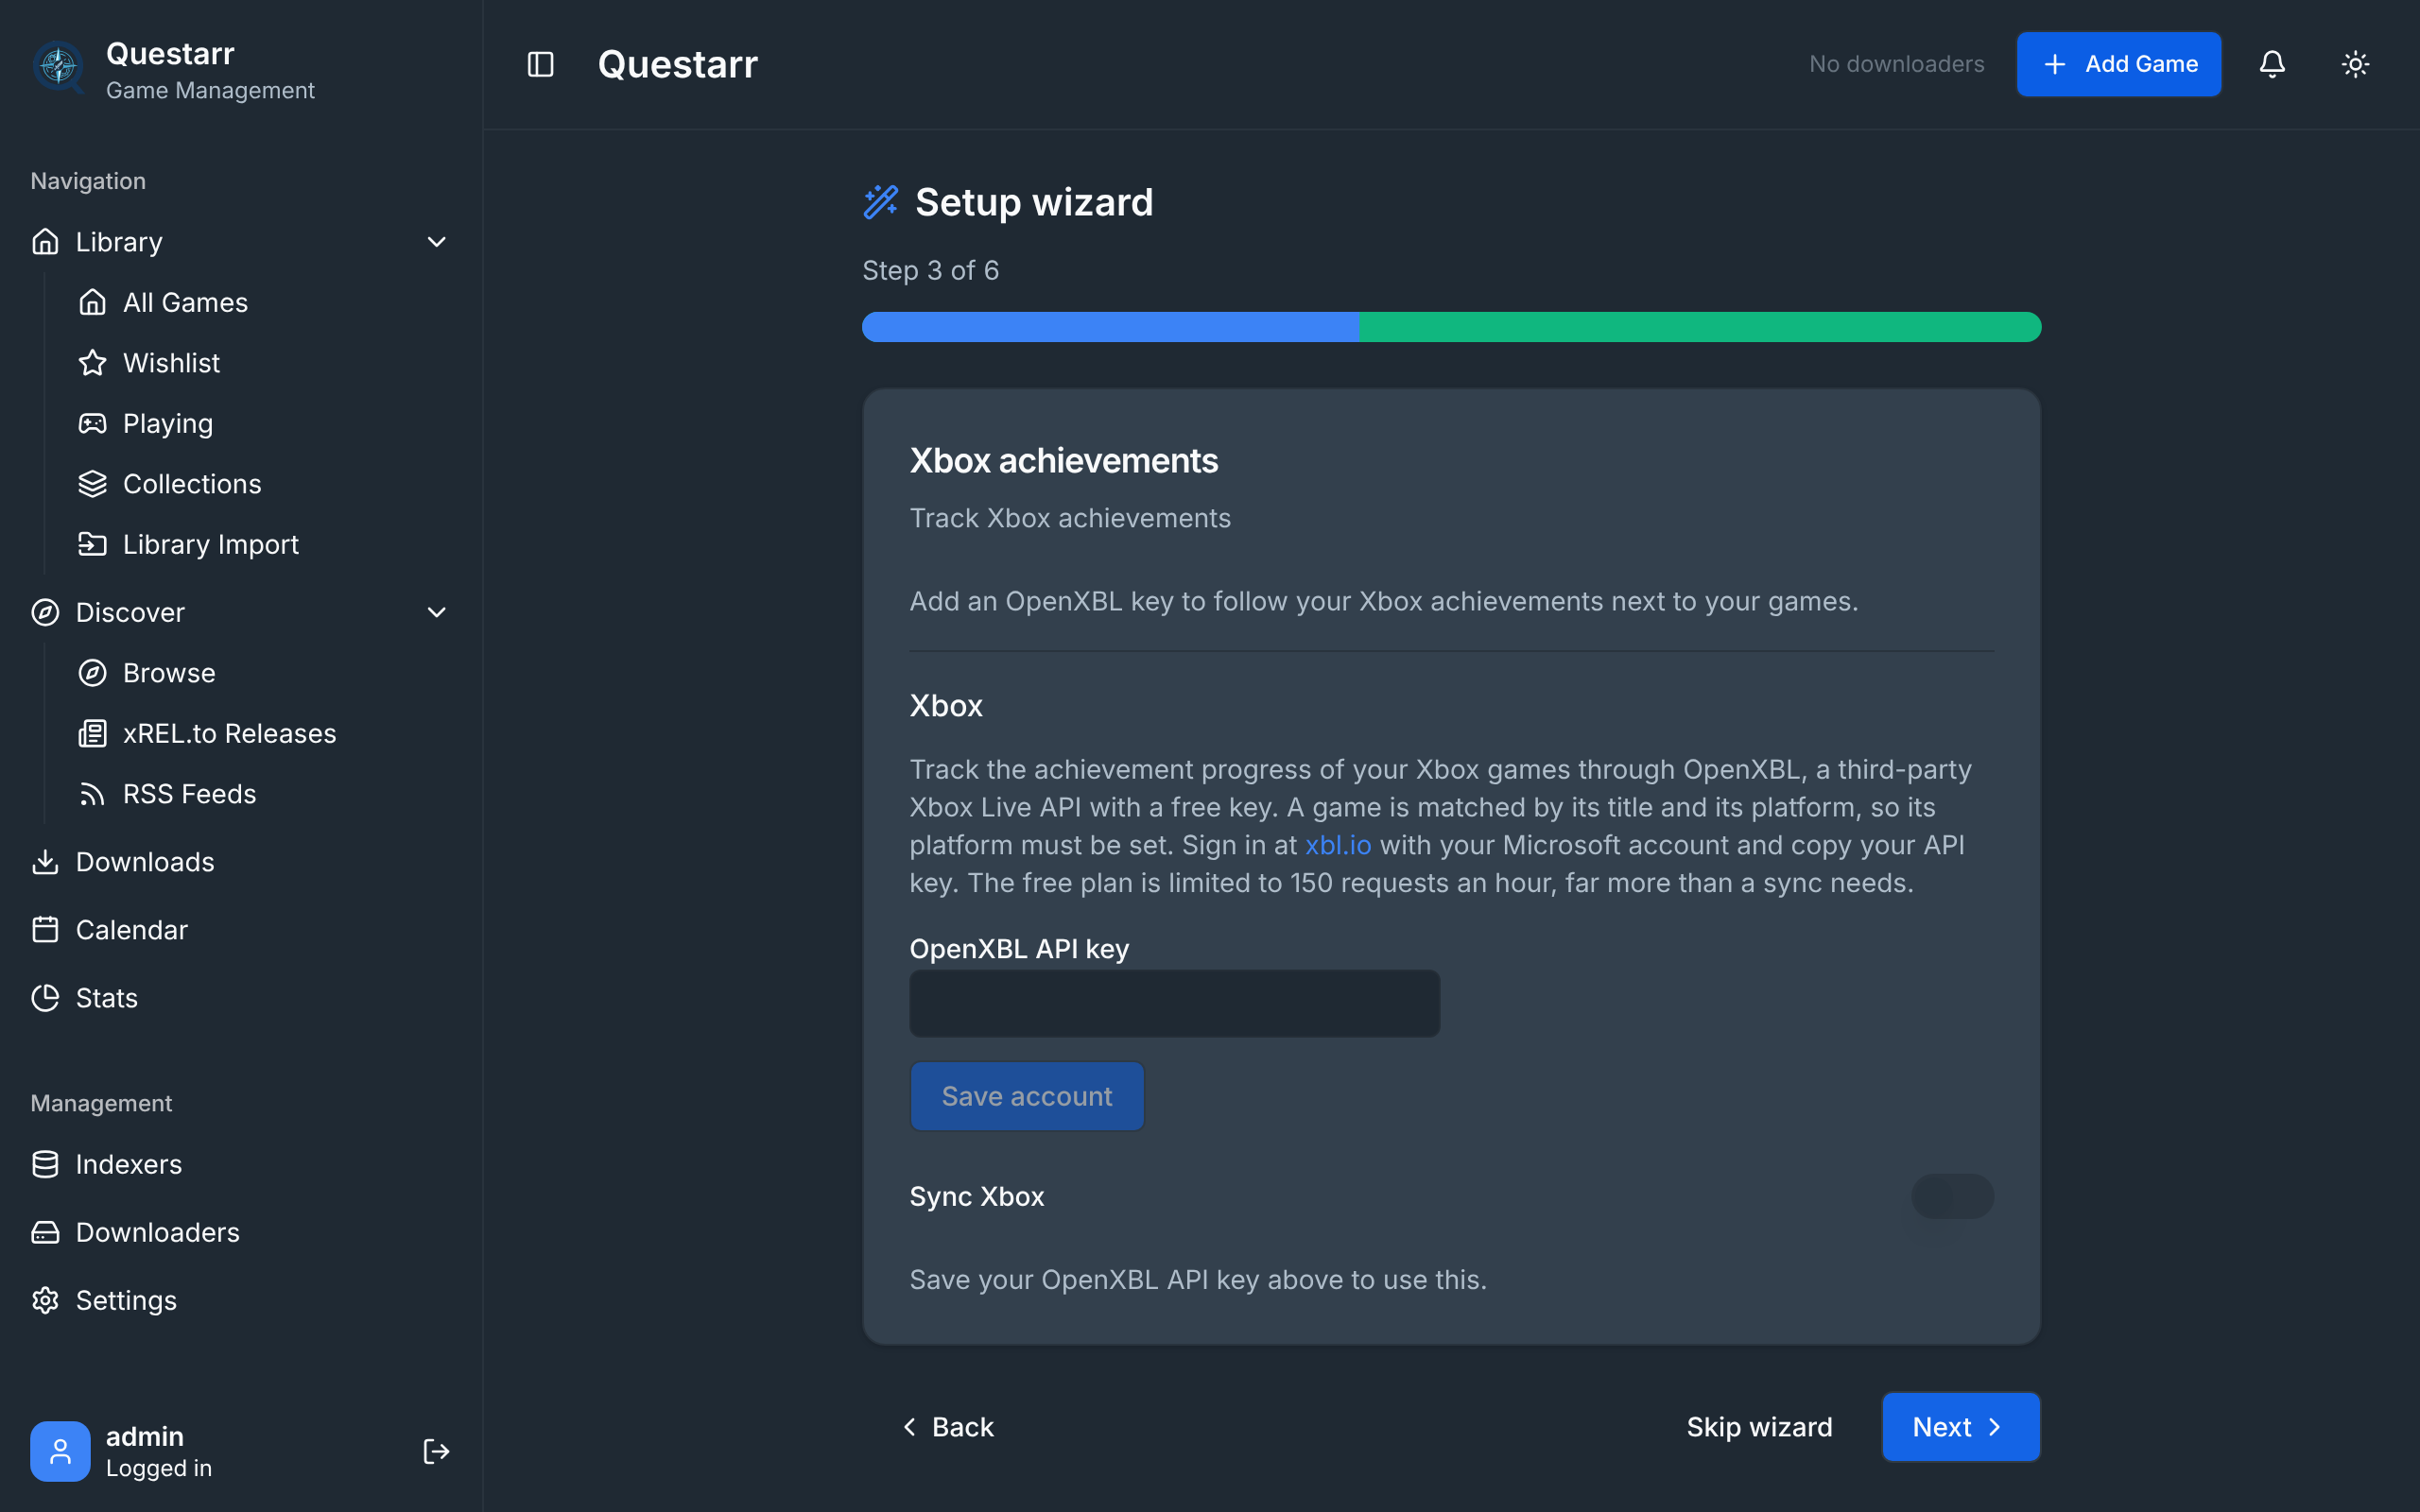 Questarr
Game Management
Navigation
Library
All Games
Wishlist
Playing
Collections
Library Import
Discover
Browse
xREL.to Releases
RSS Feeds
Downloads
Calendar
Stats
Management
Indexers
Downloaders
Settings
admin
Logged in
Questarr
No downloaders
Add Game
Setup wizard
Step 3 of 6
Xbox achievements
Track Xbox achievements
Add an OpenXBL key to follow your Xbox achievements next to your games.
Xbox
Track the achievement progress of your Xbox games through OpenXBL, a third-party
Xbox Live API with a free key. A game is matched by its title and its platform, so its
platform must be set. Sign in at xbl.io with your Microsoft account and copy your API
key. The free plan is limited to 150 requests an hour, far more than a sync needs.
OpenXBL API key
Save account
Sync Xbox
Save your OpenXBL API key above to use this.
Back
Skip wizard
Next